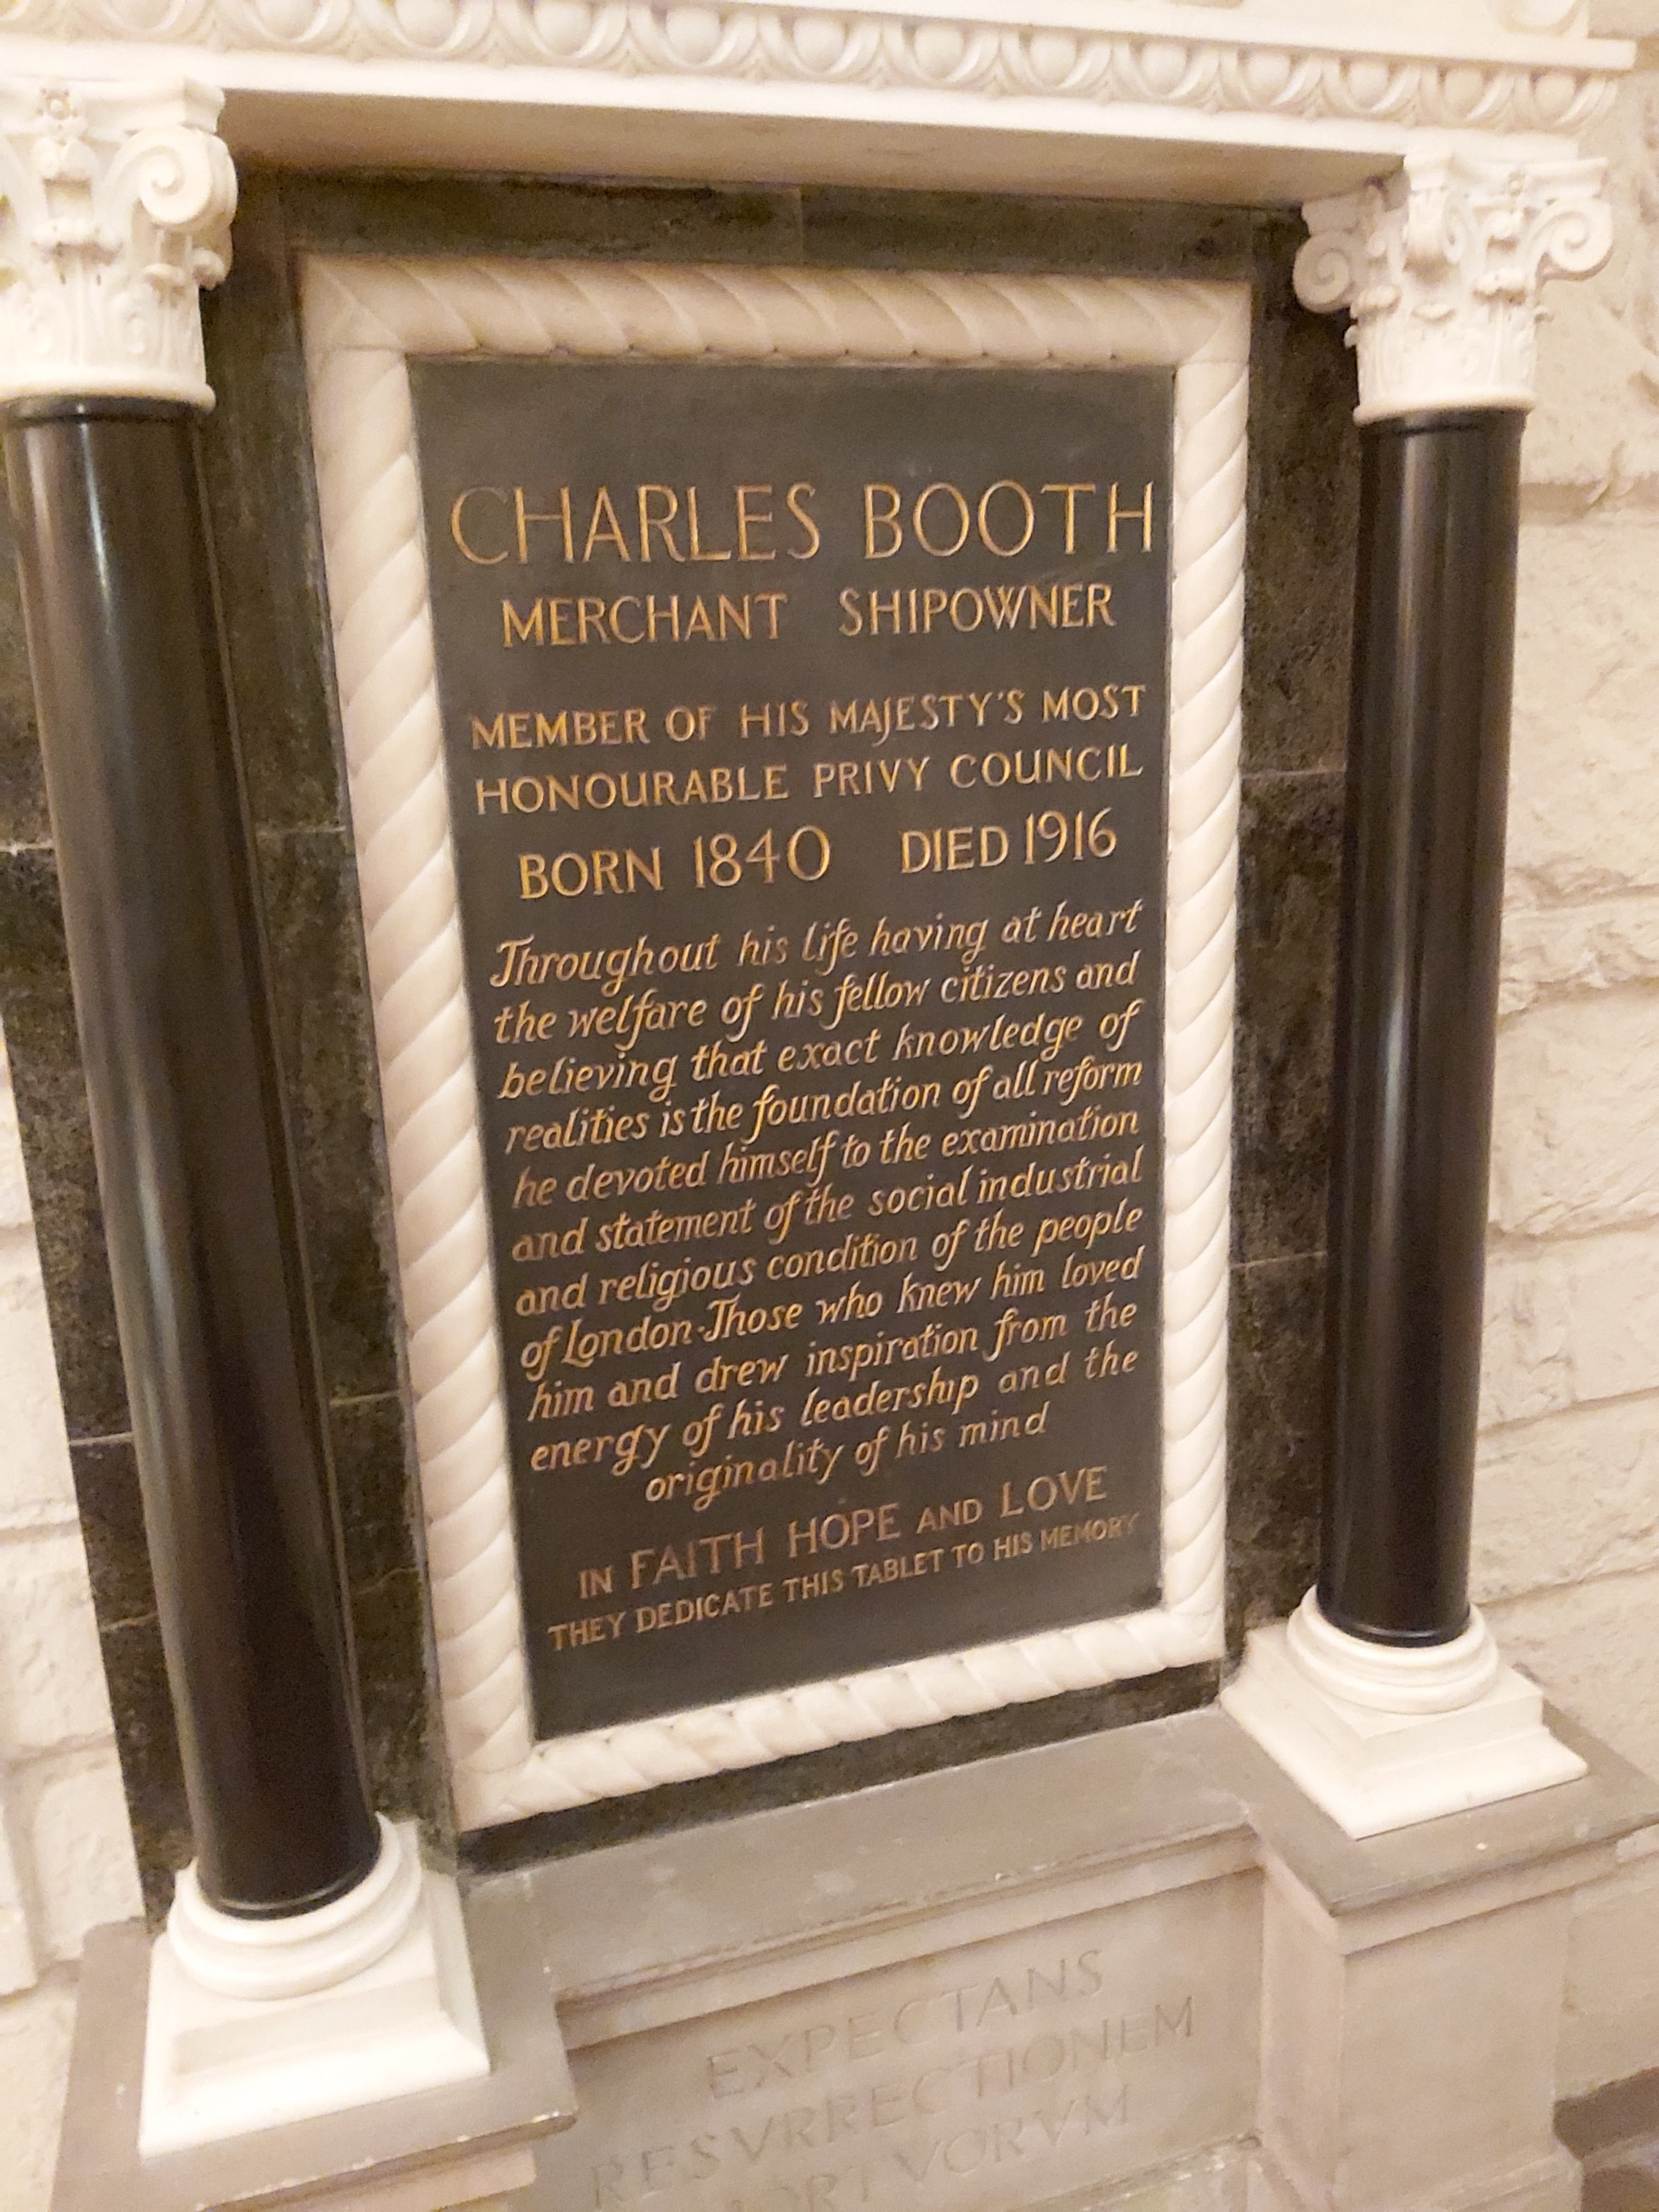 CHARLES BOOTH
MERCHANT SHIPOWNER
MEMBER OF HIS MAJESTY'S MOST
HONOURABLE PRIVY COUNCIL
BORN 1840 DIED 1916
Throughout his life having at heart
the welfare of his fellow citizens and
believing that exact knowledge of
realities is the foundation of all reform
he devoted himself to the examination
and statement of the social industrial
and religious condition of the people
of London·Those who knew him loved
him and drew inspiration from the
energy of his leadership and the
originality of his mind
IN FAITH HOPE AND LOVE
THEY DEDICATE THIS TABLET TO HIS MEMORY
EXPECTANS
RESVRRECTIONEM
MORTVORVM